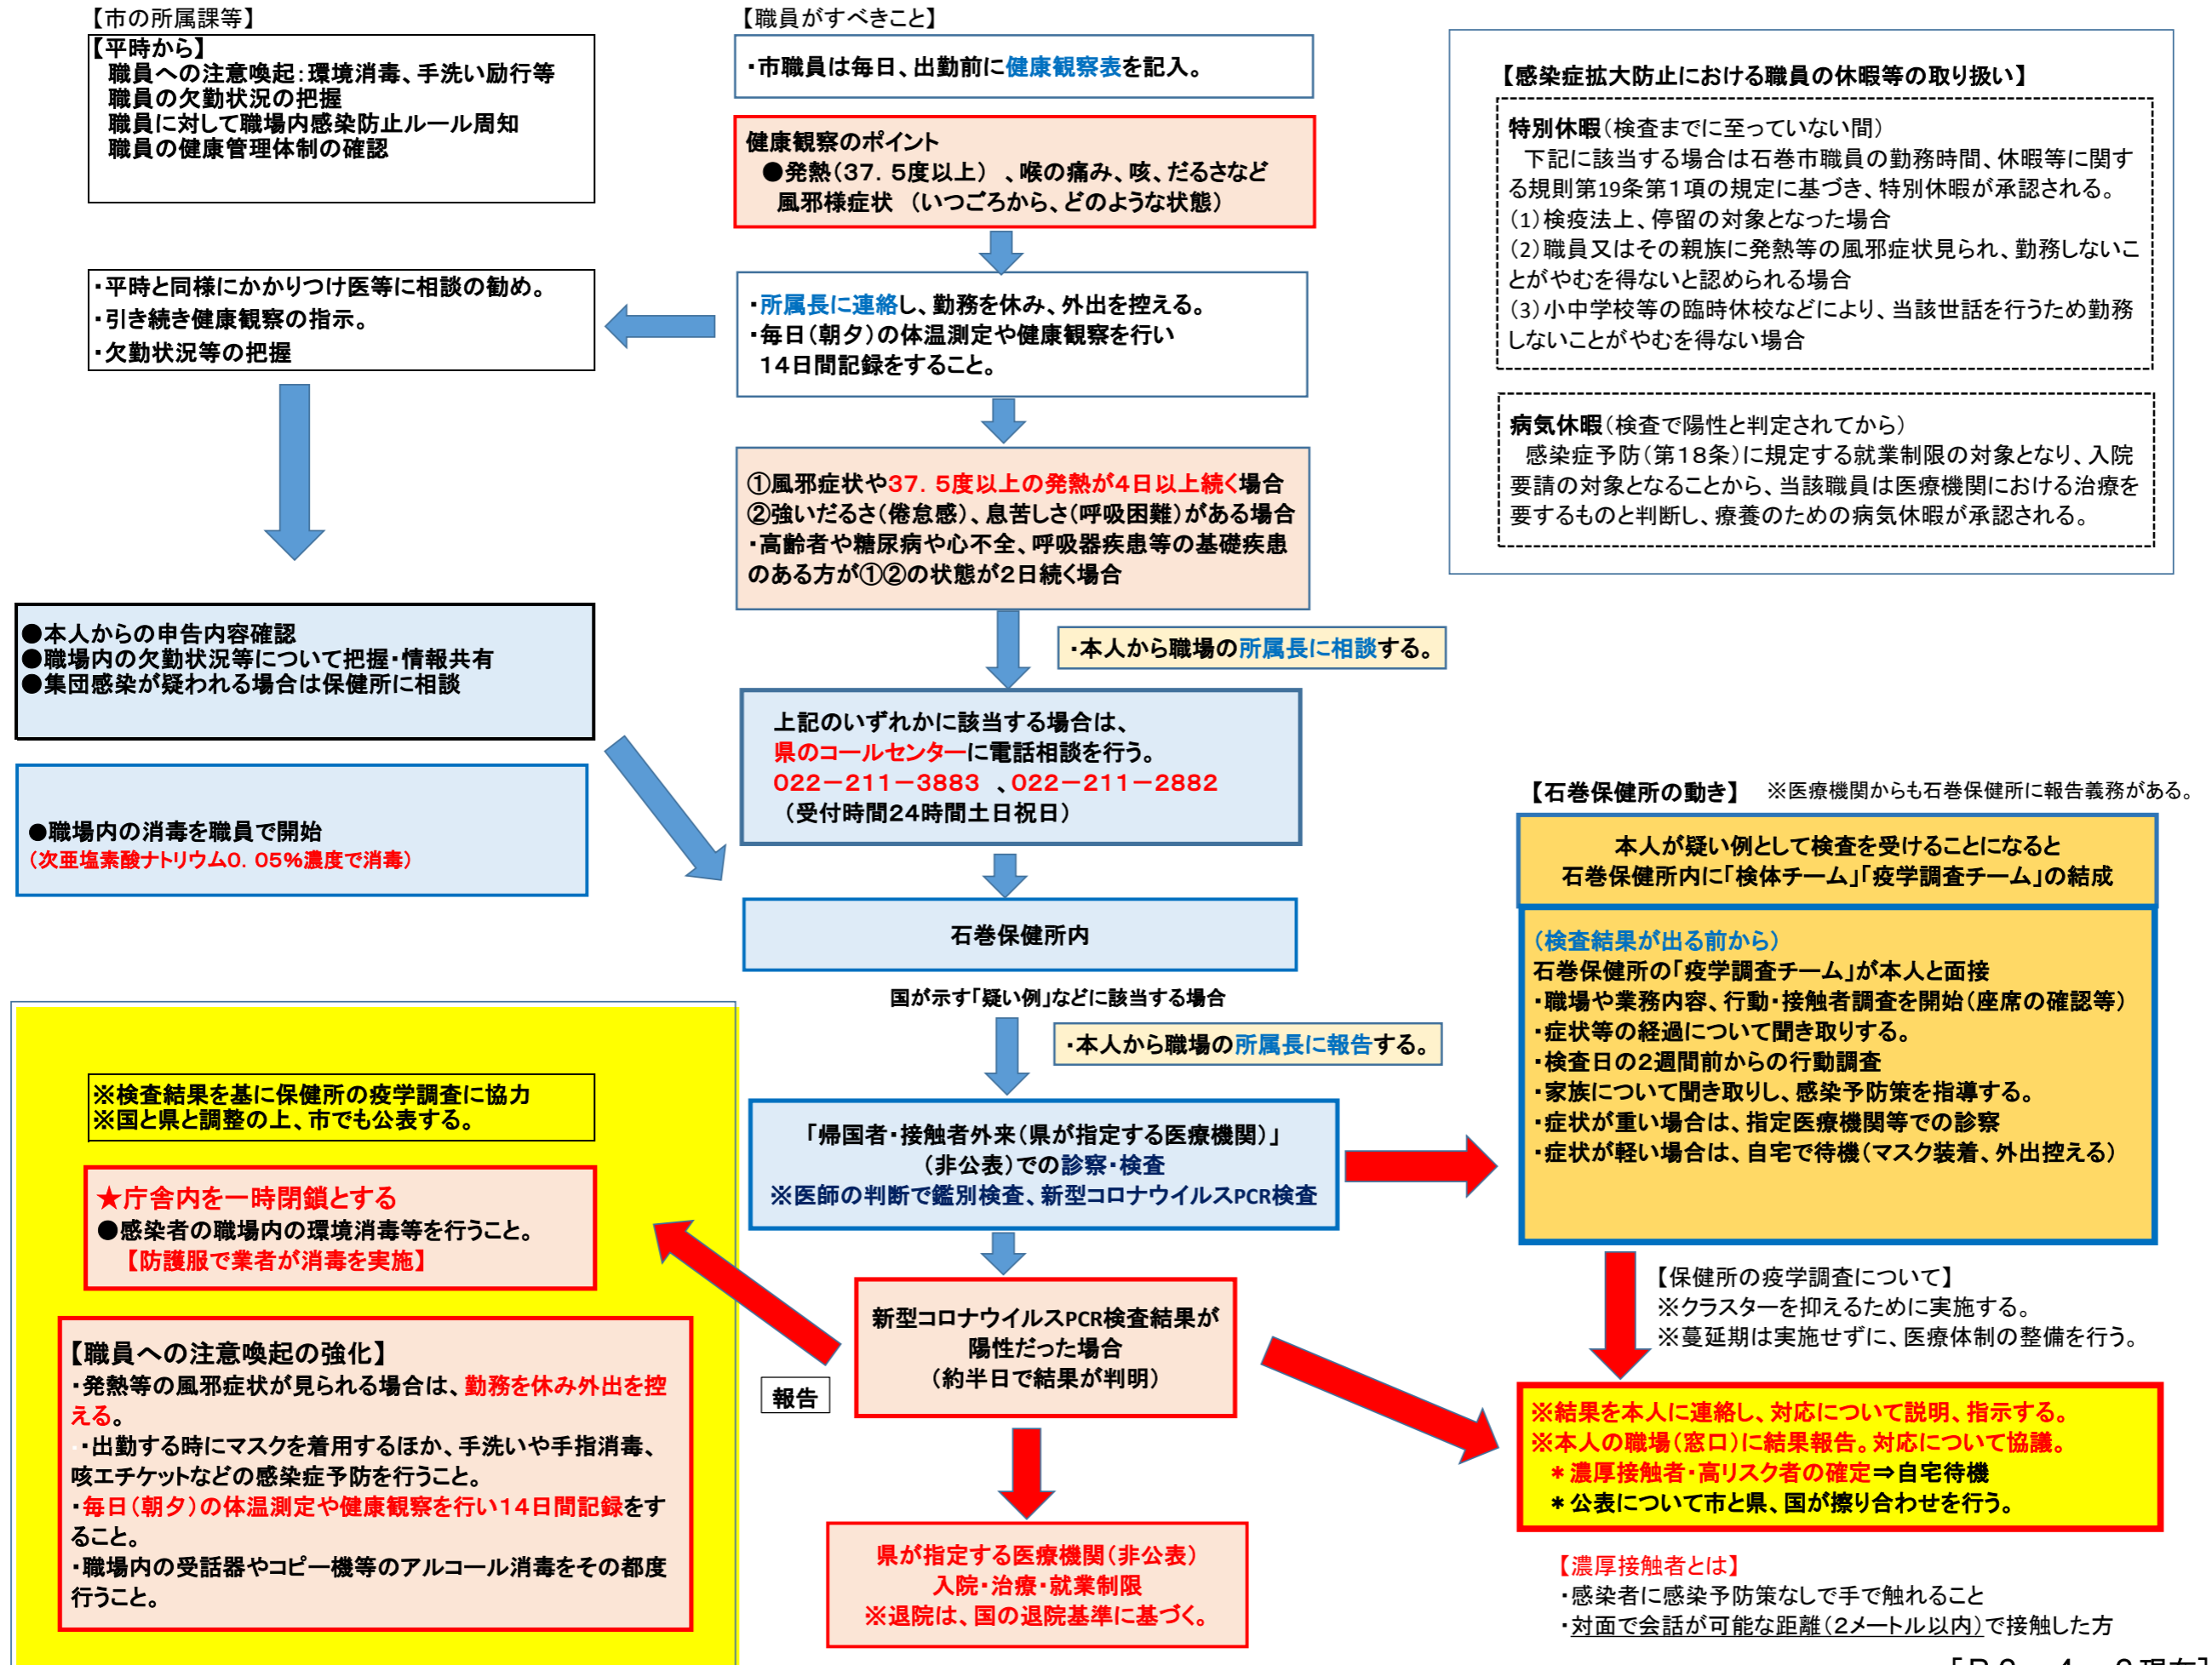 【市の所属課等】
【平時から】
職員への注意喚起：環境消毒、手洗い励行等
職員の欠勤状況の把握
職員に対して職場内感染防止ルール周知
職員の健康管理体制の確認
・平時と同様にかかりつけ医等に相談の勧め。
・引き続き健康観察の指示。
・欠勤状況等の把握
●本人からの申告内容確認
●職場内の欠勤状況等について把握・情報共有
●集団感染が疑われる場合は保健所に相談
●職場内の消毒を職員で開始
（次亜塩素酸ナトリウム０．０５％濃度で消毒）
※検査結果を基に保健所の疫学調査に協力
※国と県と調整の上、市でも公表する。
★庁舎内を一時閉鎖とする
●感染者の職場内の環境消毒等を行うこと。
【防護服で業者が消毒を実施】
【職員への注意喚起の強化】
・発熱等の風邪症状が見られる場合は、勤務を休み外出を控
える。
・出勤する時にマスクを着用するほか、手洗いや手指消毒、
咳エチケットなどの感染症予防を行うこと。
・毎日（朝夕）の体温測定や健康観察を行い１４日間記録をす
ること。
・職場内の受話器やコピー機等のアルコール消毒をその都度
行うこと。
【職員がすべきこと】
・市職員は毎日、出勤前に健康観察表を記入。
健康観察のポイント
●発熱（３７．５度以上）　、喉の痛み、咳、だるさなど
風邪様症状　（いつごろから、どのような状態）
・所属長に連絡し、勤務を休み、外出を控える。
・毎日（朝夕）の体温測定や健康観察を行い
１４日間記録をすること。
①風邪症状や３７．５度以上の発熱が４日以上続く場合
②強いだるさ（倦怠感）、息苦しさ（呼吸困難）がある場合
・高齢者や糖尿病や心不全、呼吸器疾患等の基礎疾患
のある方が①②の状態が２日続く場合
・本人から職場の所属長に相談する。
上記のいずれかに該当する場合は、
県のコールセンターに電話相談を行う。
０２２－２１１－３８８３　、０２２－２１１－２８８２
（受付時間２４時間土日祝日）
石巻保健所内
国が示す「疑い例」などに該当する場合
・本人から職場の所属長に報告する。
「帰国者・接触者外来（県が指定する医療機関）」
（非公表）での診察・検査
※医師の判断で鑑別検査、新型コロナウイルスPCR検査
新型コロナウイルスPCR検査結果が
陽性だった場合
（約半日で結果が判明）
報告
県が指定する医療機関（非公表）
入院・治療・就業制限
※退院は、国の退院基準に基づく。
【感染症拡大防止における職員の休暇等の取り扱い】
特別休暇（検査までに至っていない間）
下記に該当する場合は石巻市職員の勤務時間、休暇等に関す
る規則第19条第１項の規定に基づき、特別休暇が承認される。
（1）検疫法上、停留の対象となった場合
（2）職員又はその親族に発熱等の風邪症状見られ、勤務しないこ
とがやむを得ないと認められる場合
（3）小中学校等の臨時休校などにより、当該世話を行うため勤務
しないことがやむを得ない場合
病気休暇（検査で陽性と判定されてから）
感染症予防（第１８条）に規定する就業制限の対象となり、入院
要請の対象となることから、当該職員は医療機関における治療を
要するものと判断し、療養のための病気休暇が承認される。
【石巻保健所の動き】　※医療機関からも石巻保健所に報告義務がある。
本人が疑い例として検査を受けることになると
石巻保健所内に「検体チーム」「疫学調査チーム」の結成
（検査結果が出る前から）
石巻保健所の「疫学調査チーム」が本人と面接
・職場や業務内容、行動・接触者調査を開始（座席の確認等）
・症状等の経過について聞き取りする。
・検査日の２週間前からの行動調査
・家族について聞き取りし、感染予防策を指導する。
・症状が重い場合は、指定医療機関等での診察
・症状が軽い場合は、自宅で待機（マスク装着、外出控える）
【保健所の疫学調査について】
※クラスターを抑えるために実施する。
※蔓延期は実施せずに、医療体制の整備を行う。
※結果を本人に連絡し、対応について説明、指示する。
※本人の職場（窓口）に結果報告。対応について協議。
＊濃厚接触者・高リスク者の確定⇒自宅待機
＊公表について市と県、国が擦り合わせを行う。
【濃厚接触者とは】
・感染者に感染予防策なしで手で触れること
・対面で会話が可能な距離（２メートル以内）で接触した方